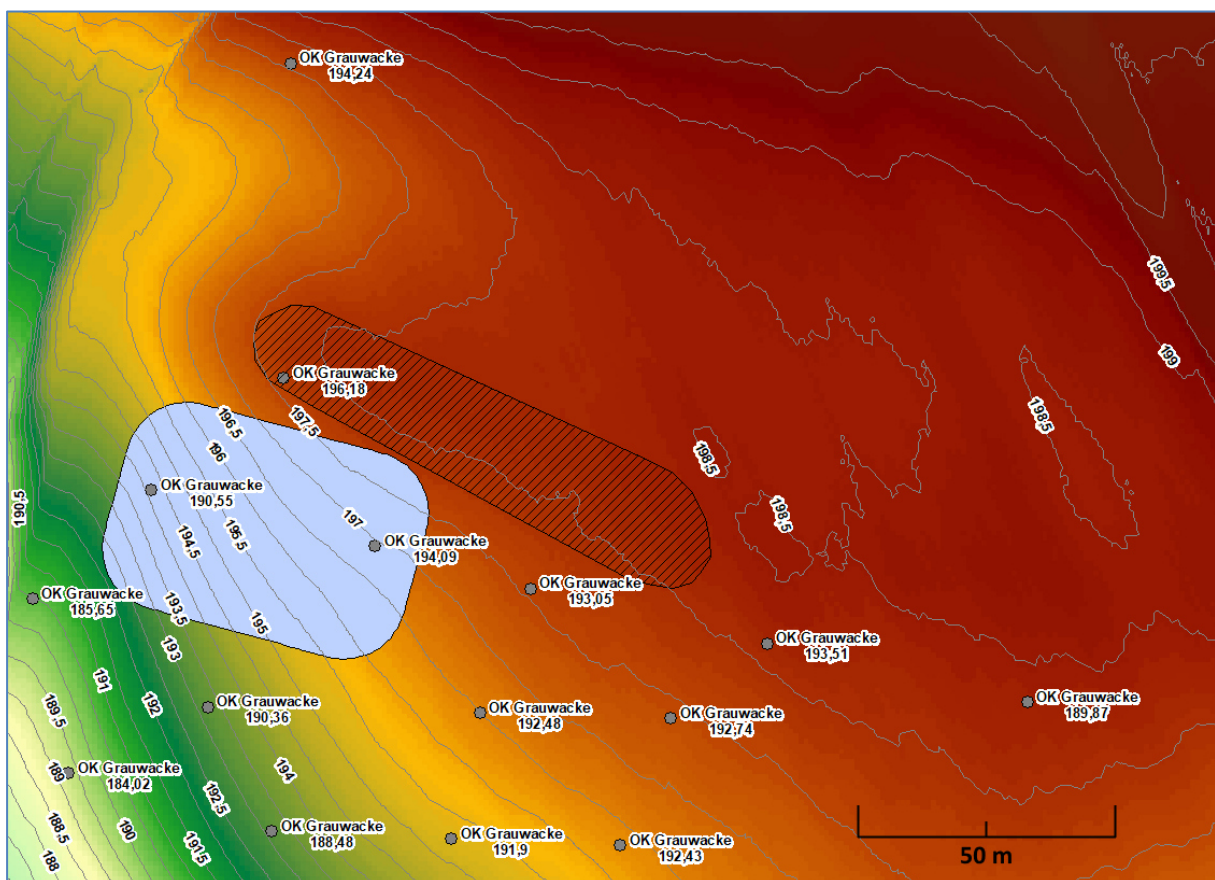 OK Grauwacke
194,24
199,5
199
OK Grauwacke
196,18
198,5
196,5
197,5
196
198,5
190,5
OK Grauwacke
190,55
198,5
197
194,5
195,5
OK Grauwacke
194,09
OK Grauwacke
185,65
OK Grauwacke
193,05
193,5
195
193
OK Grauwacke
193,51
191
192
OK Grauwacke
190,36
189,5
OK Grauwacke
192,48
OK Grauwacke
192,74
OK Grauwacke
189,87
189
OK Grauwacke
184,02
194
192,5
188,5
190
191,5
OK Grauwacke
188,48
OK Grauwacke
191,9
OK Grauwacke
192,43
188
50 m